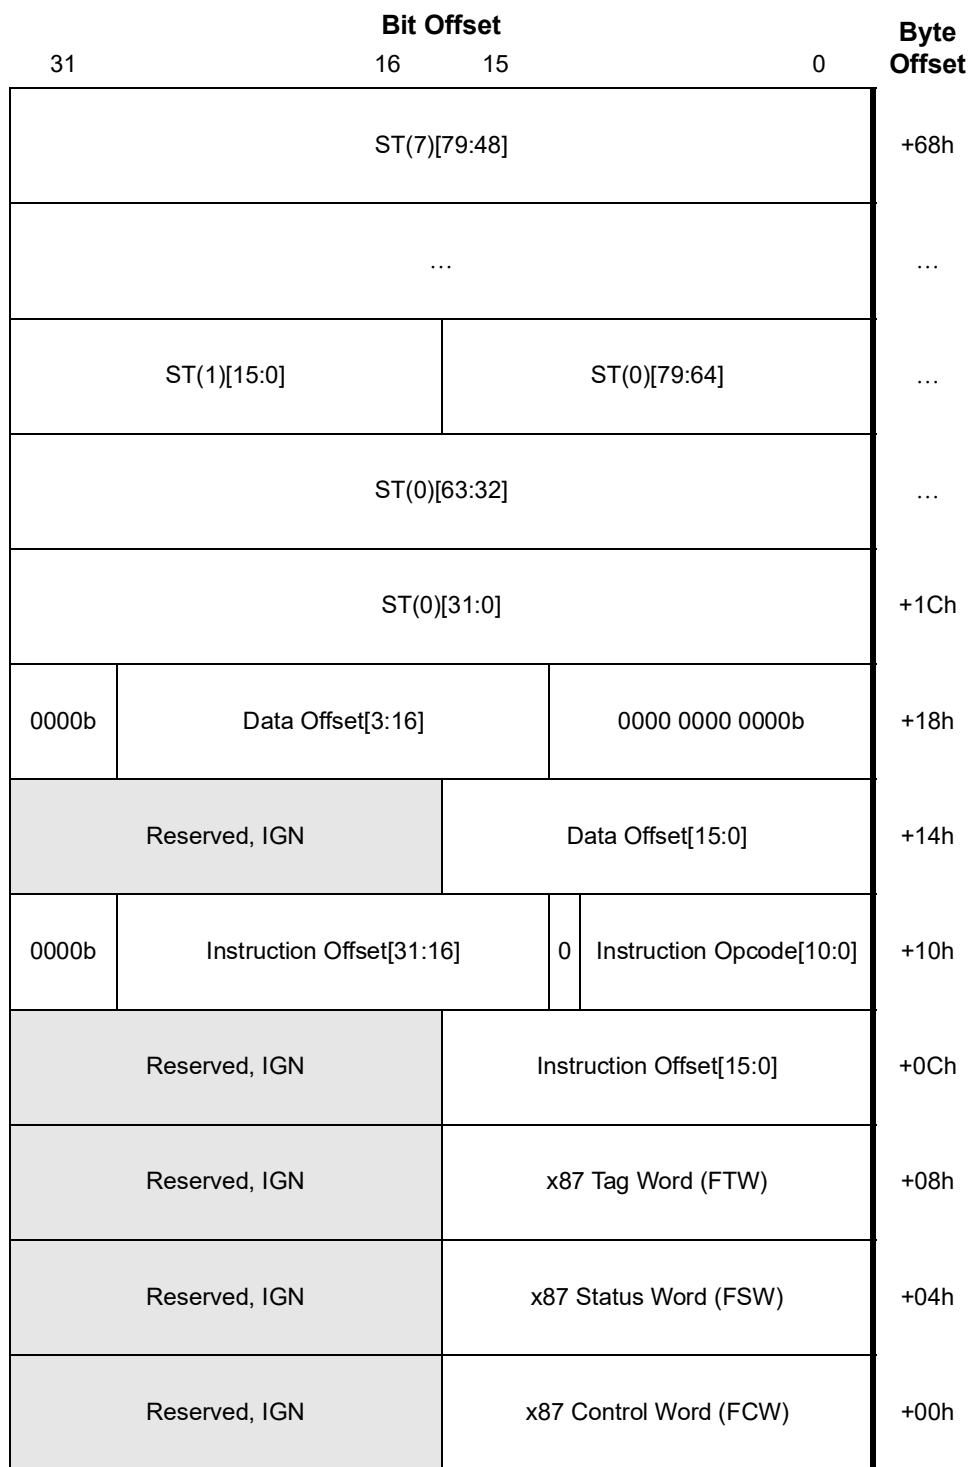 Bit Offset
Byte Offset
31 16 15 0
ST(7)[79:48] +68h
… …
ST(1)[15:0] ST(0)[79:64] …
ST(0)[63:32] …
ST(0)[31:0] +1Ch
0000b Data Offset[3:16] 0000 0000 0000b +18h
Reserved, IGN Data Offset[15:0] +14h
0000b Instruction Offset[31:16] 0 Instruction Opcode[10:0] +10h
Reserved, IGN Instruction Offset[15:0] +0Ch
Reserved, IGN x87 Tag Word (FTW) +08h
Reserved, IGN x87 Status Word (FSW) +04h
Reserved, IGN x87 Control Word (FCW) +00h